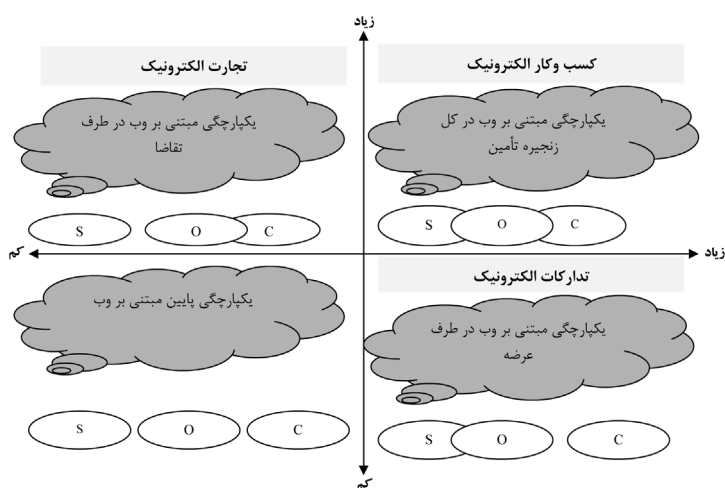 زیاد
کسب وکار الکترونیک
تجارت الکترونیک
یکپارچگی مبتنی بر وب در کل
زنجیره تأمین
یکپارچگی مبتنی بر وب در طرف
تقاضا
S O C
S O C
زیاد
کم
تدارکات الکترونیک
یکپارچگی مبتنی بر وب در طرف
عرضه
یکپارچگی پایین مبتنی بر وب
S O C
S O C
کم